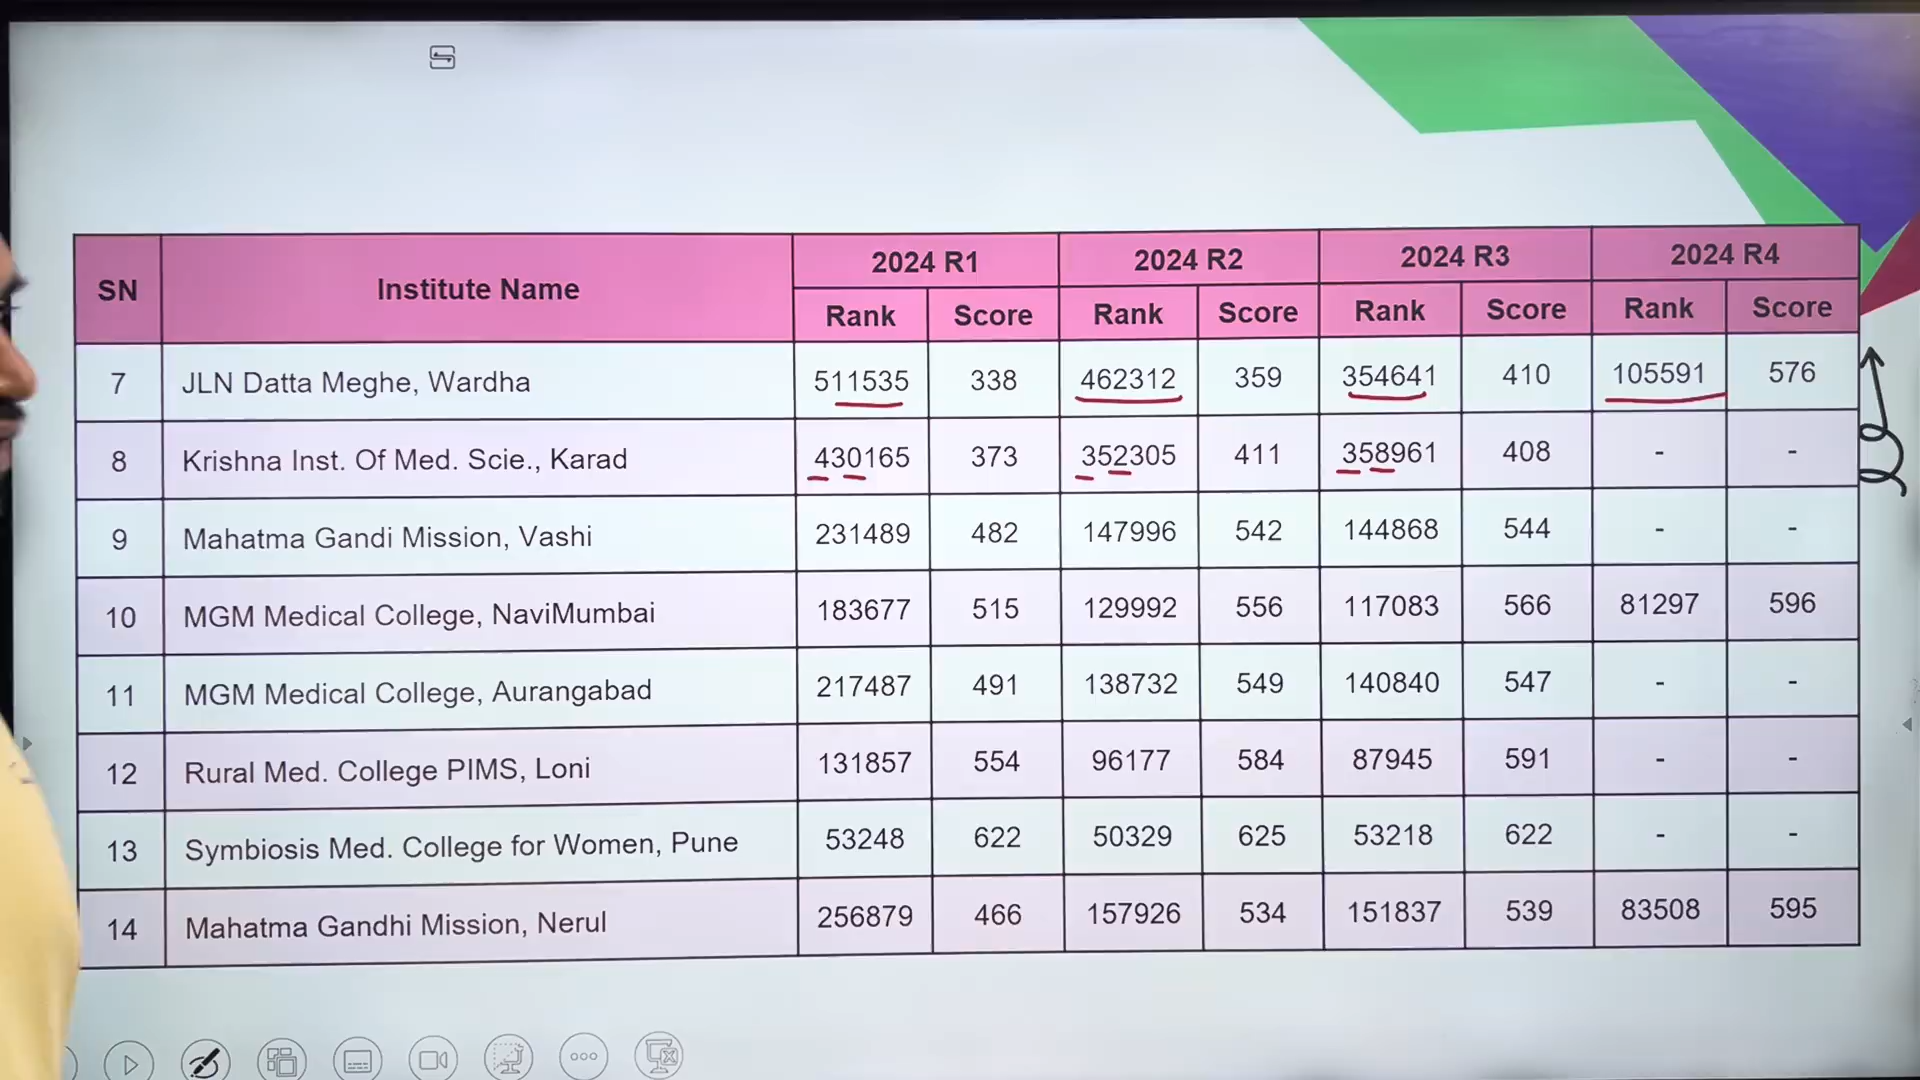 2024 R1 2024 R2 2024 R3 2024 R4
SN Institute Name Rank Score Rank Score Rank Score Rank Score
7 JLN Datta Meghe, Wardha 511535 338 462312 359 354641 410 105591 576
8 Krishna Inst. Of Med. Scie., Karad 430165 373 352305 411 358961 408 - -
9 Mahatma Gandi Mission, Vashi 231489 482 147996 542 144868 544 - -
10 MGM Medical College, NaviMumbai 183677 515 129992 556 117083 566 81297 596
11 MGM Medical College, Aurangabad 217487 491 138732 549 140840 547 - -
12 Rural Med. College PIMS, Loni 131857 554 96177 584 87945 591 - -
13 Symbiosis Med. College for Women, Pune 53248 622 50329 625 53218 622 - -
14 Mahatma Gandhi Mission, Nerul 256879 466 157926 534 151837 539 83508 595